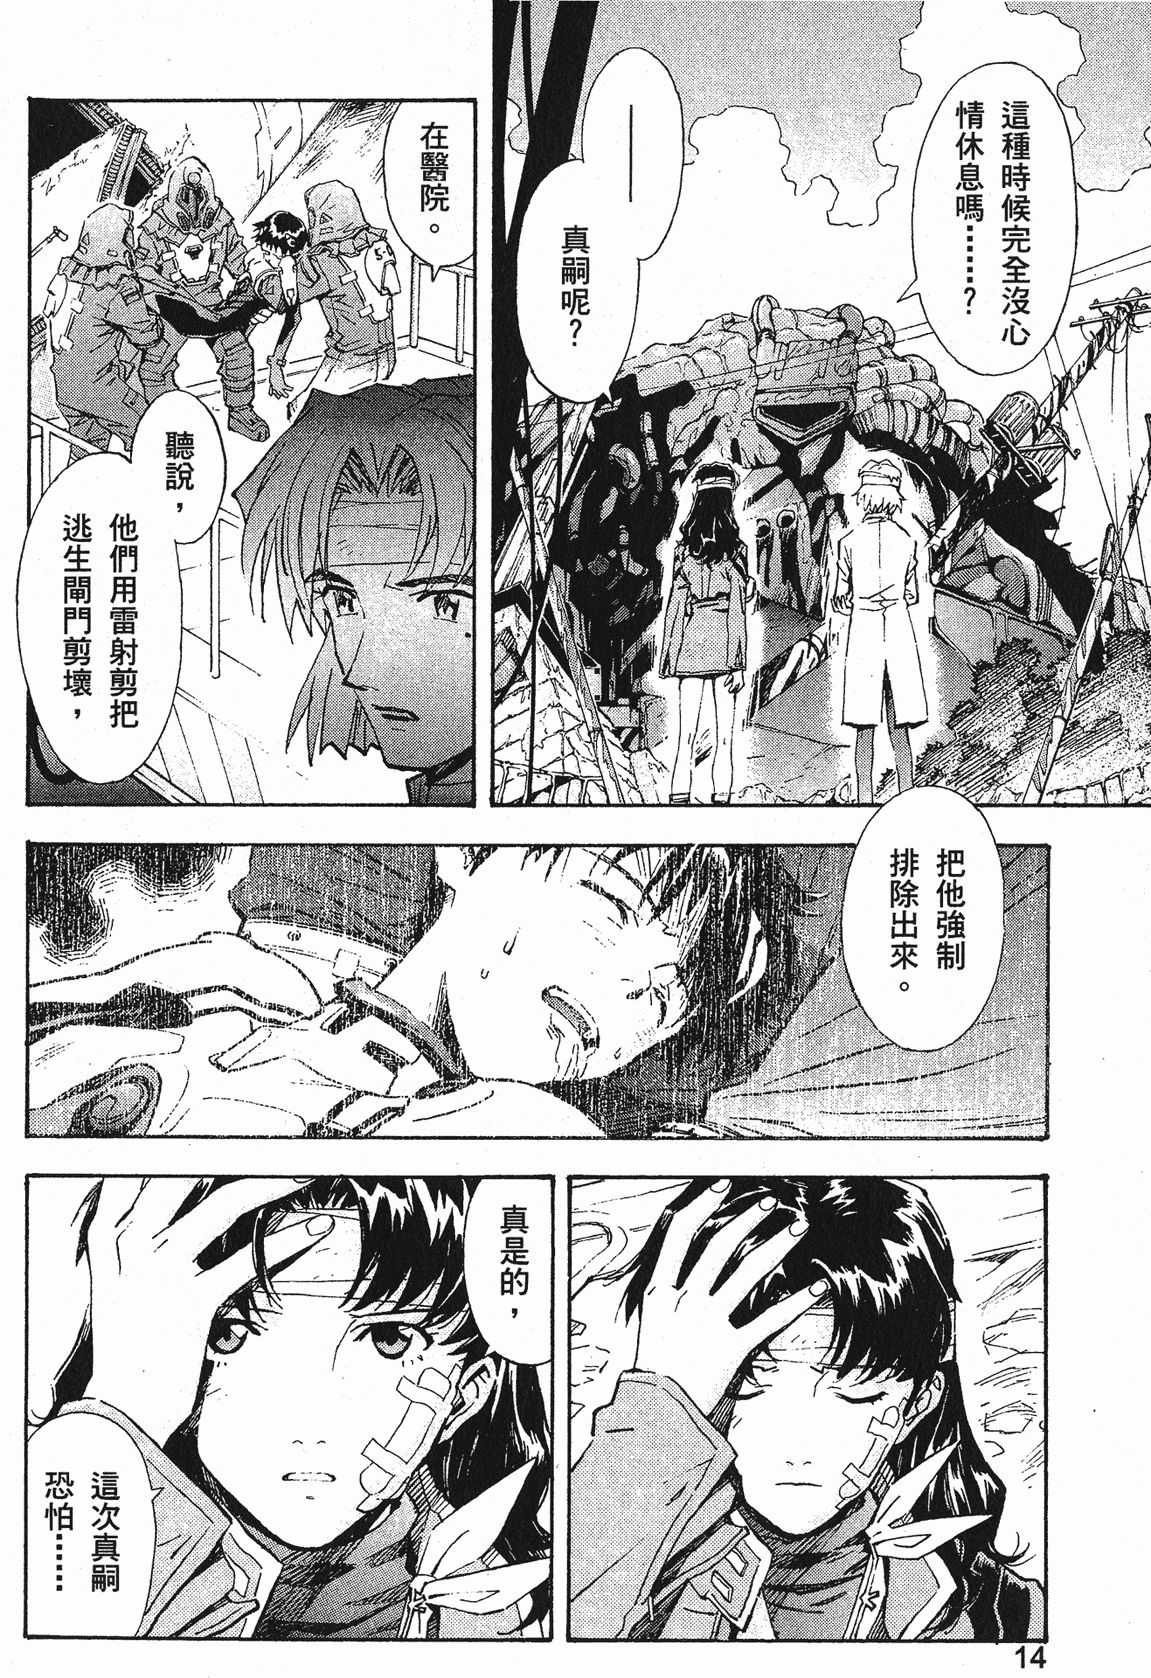 這種時候完全沒心
情休息嗎……？
——
真嗣呢？
在醫院。
聽說，
他們用雷射剪把
逃生閘門剪壞，
把他強制
排除出來。
真是的，
這次真嗣
恐怕……
14